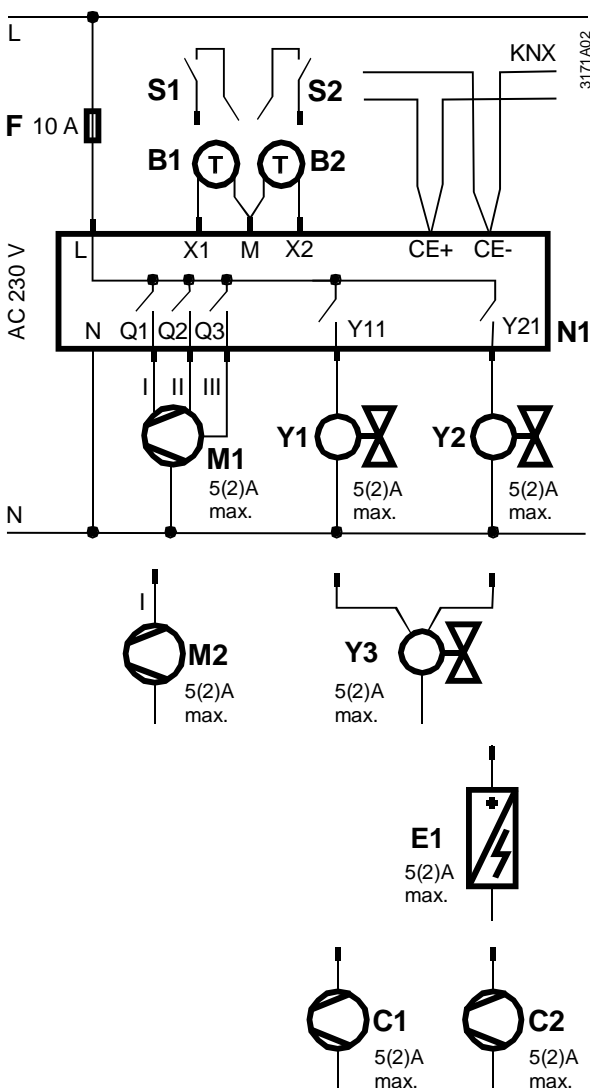 L
KNX
3171A02
S1
S2
F 10 A
B1 T T B2
L X1 M X2 CE+ CE-
AC 230 V
N Q1 Q2 Q3 Y11 Y21 N1
I II III
M1
5(2)A
max.
Y1
5(2)A
max.
Y2
5(2)A
max.
N
I
M2
5(2)A
max.
Y3
5(2)A
max.
E1
5(2)A
max.
C1
5(2)A
max.
C2
5(2)A
max.